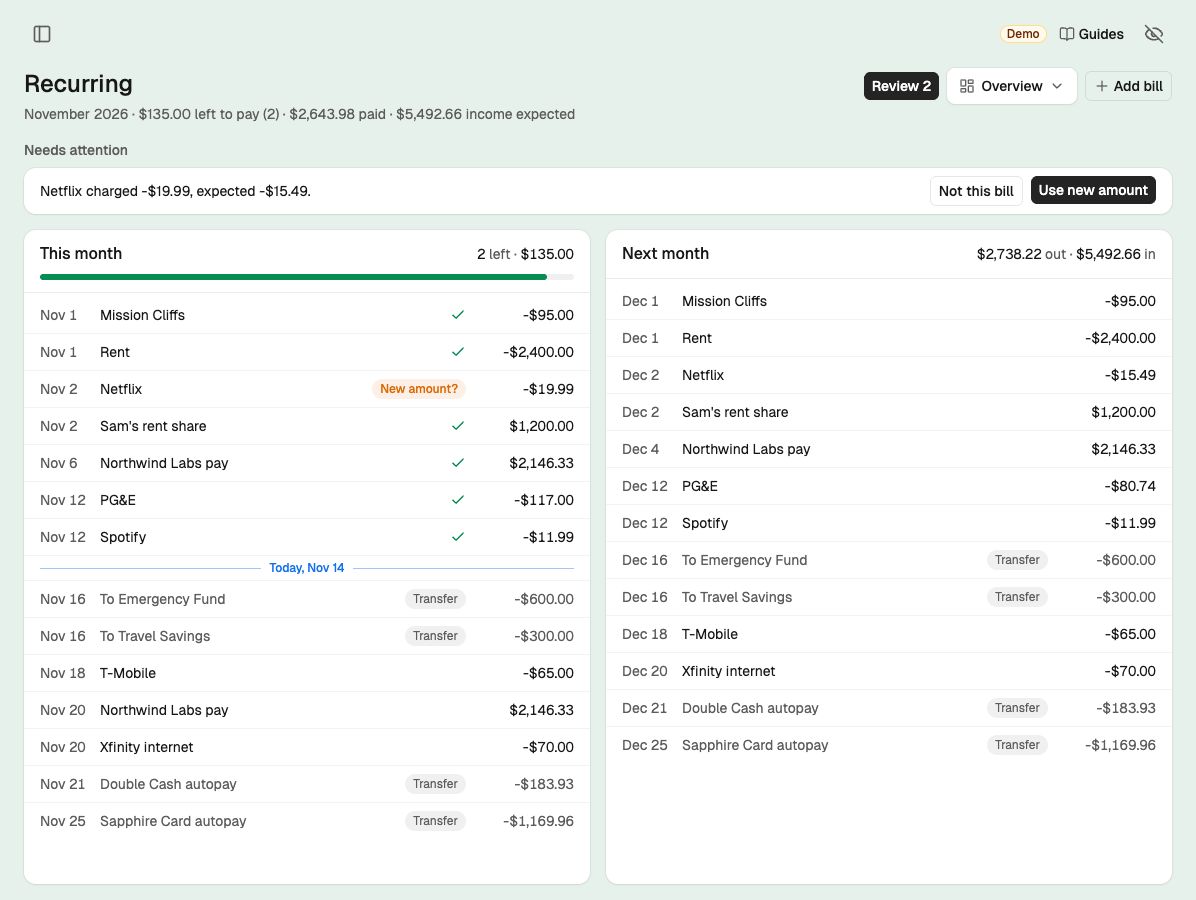 Demo
Guides
Recurring
November 2026 · $135.00 left to pay (2) · $2,643.98 paid · $5,492.66 income expected
Review 2
Overview
Add bill
Needs attention
Netflix charged -$19.99, expected -$15.49.
Not this bill
Use new amount
This month
2 left · $135.00
Nov 1 Mission Cliffs -$95.00
Nov 1 Rent -$2,400.00
Nov 2 Netflix New amount? -$19.99
Nov 2 Sam's rent share $1,200.00
Nov 6 Northwind Labs pay $2,146.33
Nov 12 PG&E -$117.00
Nov 12 Spotify -$11.99
Today, Nov 14
Nov 16 To Emergency Fund Transfer -$600.00
Nov 16 To Travel Savings Transfer -$300.00
Nov 18 T-Mobile -$65.00
Nov 20 Northwind Labs pay $2,146.33
Nov 20 Xfinity internet -$70.00
Nov 21 Double Cash autopay Transfer -$183.93
Nov 25 Sapphire Card autopay Transfer -$1,169.96
Next month
$2,738.22 out · $5,492.66 in
Dec 1 Mission Cliffs -$95.00
Dec 1 Rent -$2,400.00
Dec 2 Netflix -$15.49
Dec 2 Sam's rent share $1,200.00
Dec 4 Northwind Labs pay $2,146.33
Dec 12 PG&E -$80.74
Dec 12 Spotify -$11.99
Dec 16 To Emergency Fund Transfer -$600.00
Dec 16 To Travel Savings Transfer -$300.00
Dec 18 T-Mobile -$65.00
Dec 20 Xfinity internet -$70.00
Dec 21 Double Cash autopay Transfer -$183.93
Dec 25 Sapphire Card autopay Transfer -$1,169.96